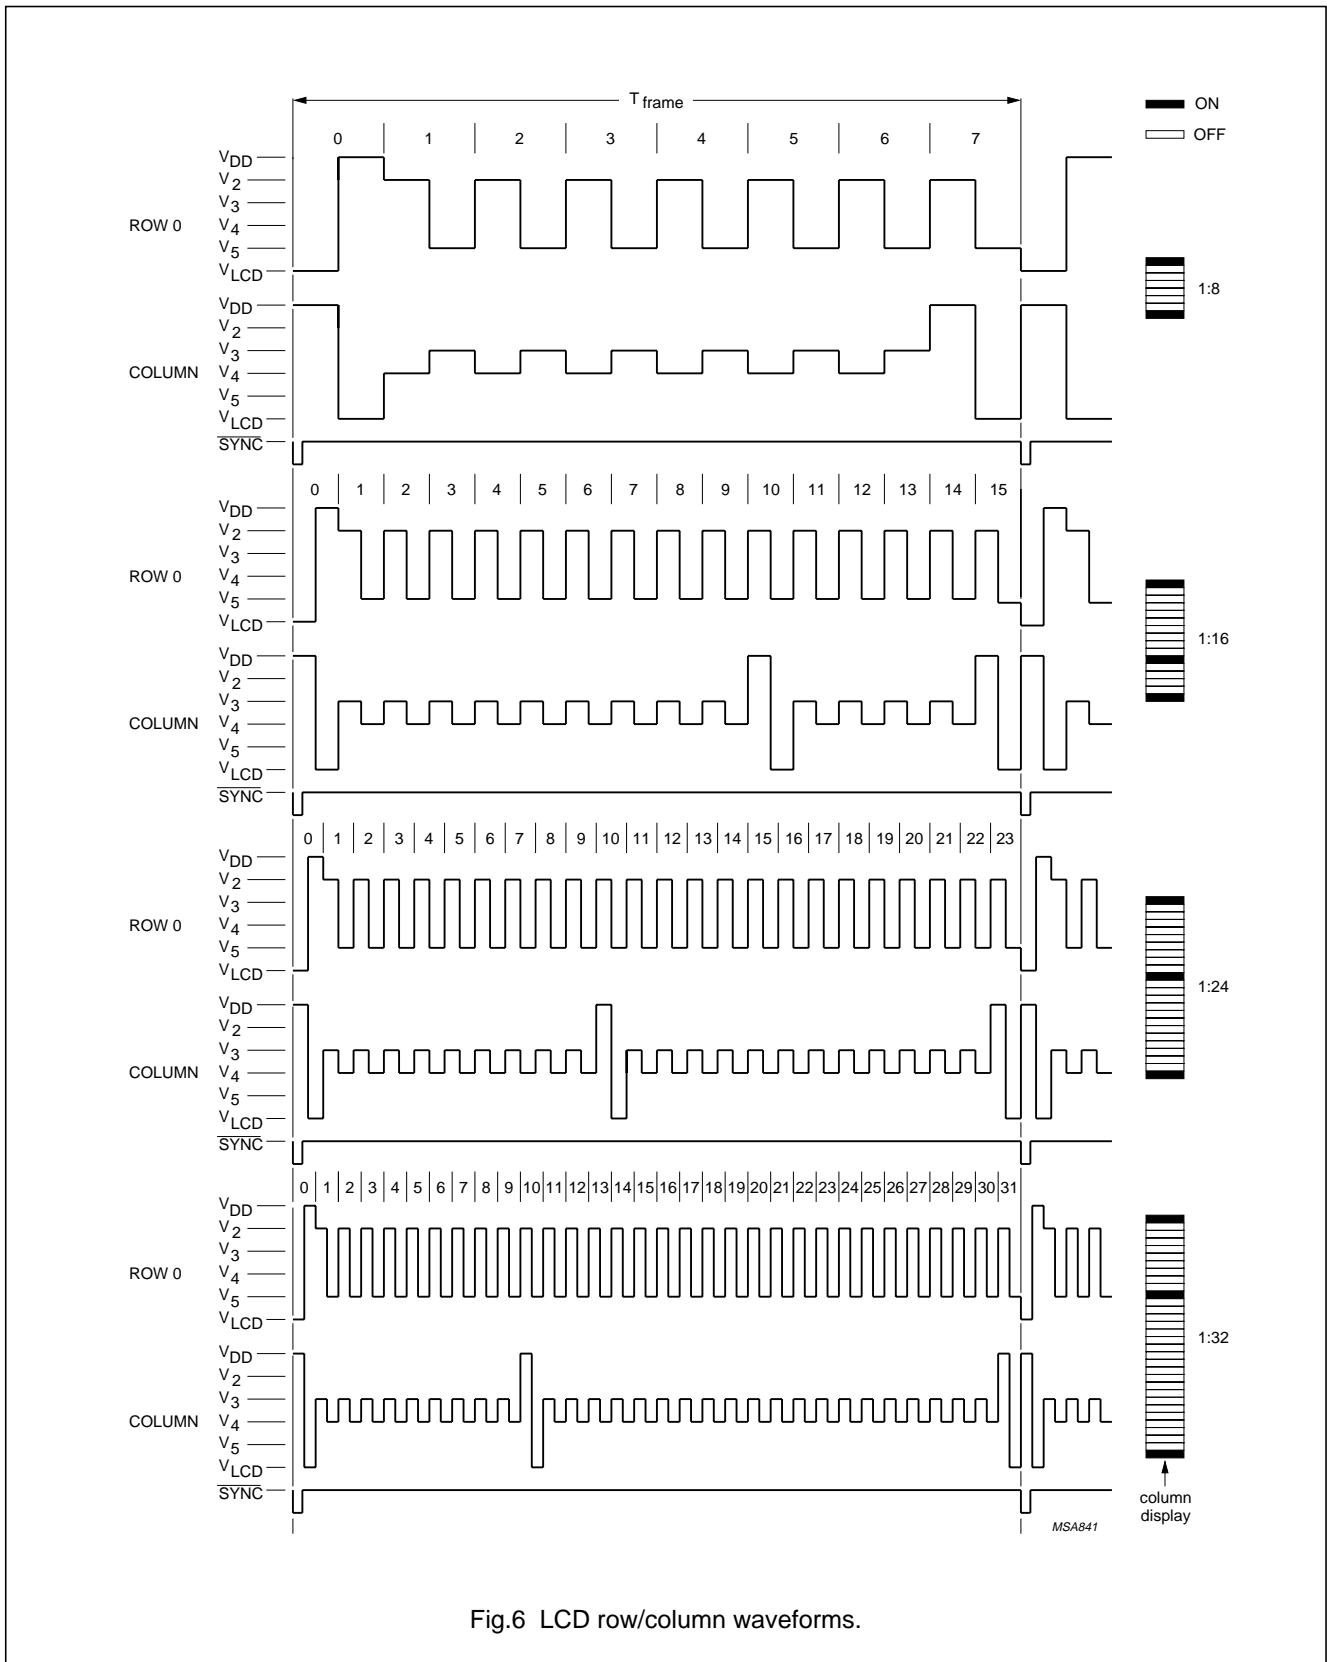 T frame
ON
OFF
0 1 2 3 4 5 6 7
VDD
V2
V3
V4
V5
VLCD
ROW 0
1:8
VDD
V2
V3
V4
V5
VLCD
COLUMN
SYNC
0 1 2 3 4 5 6 7 8 9 10 11 12 13 14 15
VDD
V2
V3
V4
V5
VLCD
ROW 0
1:16
VDD
V2
V3
V4
V5
VLCD
COLUMN
SYNC
0 1 2 3 4 5 6 7 8 9 10 11 12 13 14 15 16 17 18 19 20 21 22 23
VDD
V2
V3
V4
V5
VLCD
ROW 0
1:24
VDD
V2
V3
V4
V5
VLCD
COLUMN
SYNC
0 1 2 3 4 5 6 7 8 9 10 11 12 13 14 15 16 17 18 19 20 21 22 23 24 25 26 27 28 29 30 31
VDD
V2
V3
V4
V5
VLCD
ROW 0
1:32
VDD
V2
V3
V4
V5
VLCD
COLUMN
SYNC
column
display
MSA841
Fig.6 LCD row/column waveforms.